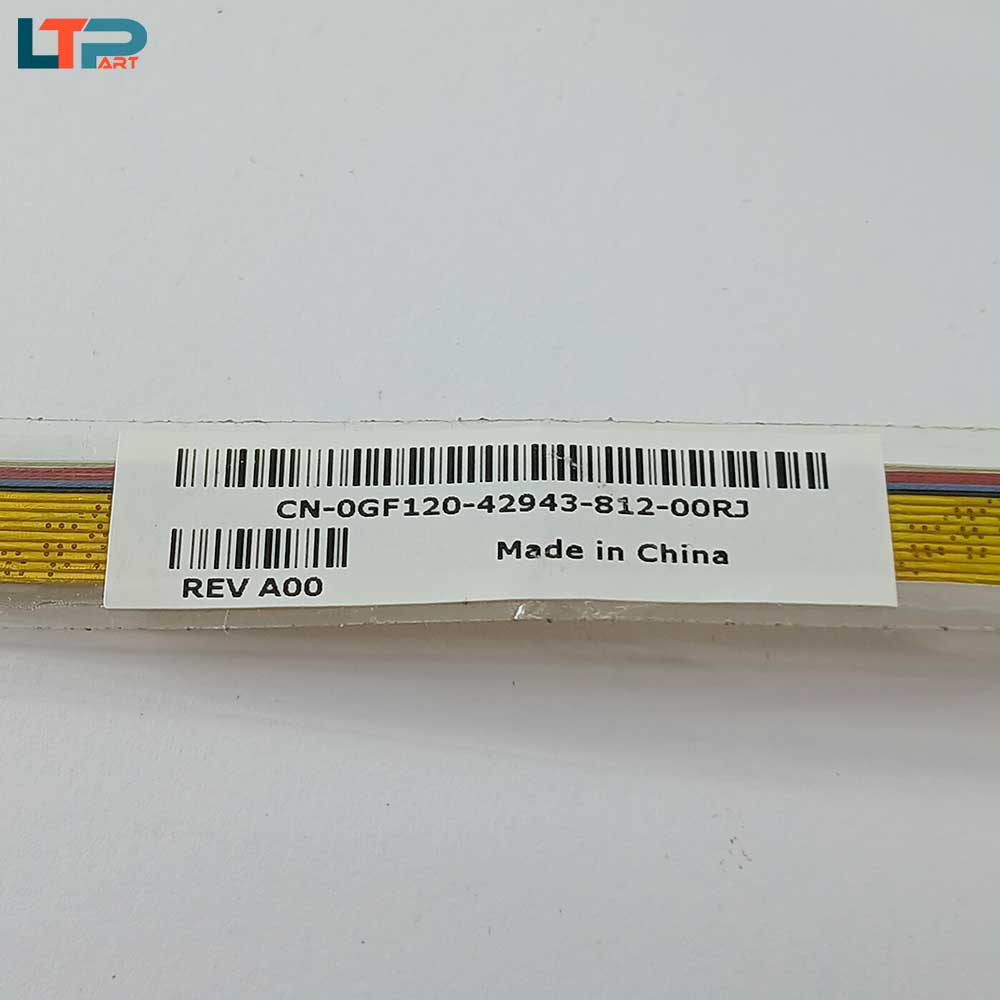 LTPART
CN-0GF120-42943-812-00RJ
Made in China
REV A00